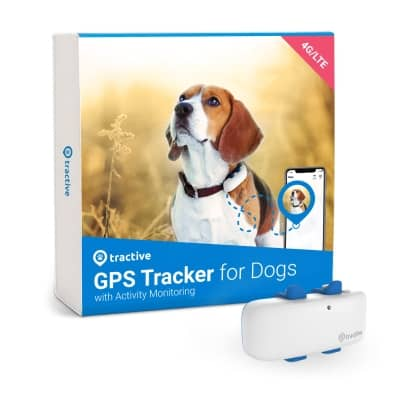 4G/LTE
tractive
tractive
GPS Tracker for Dogs
with Activity Monitoring
tractive